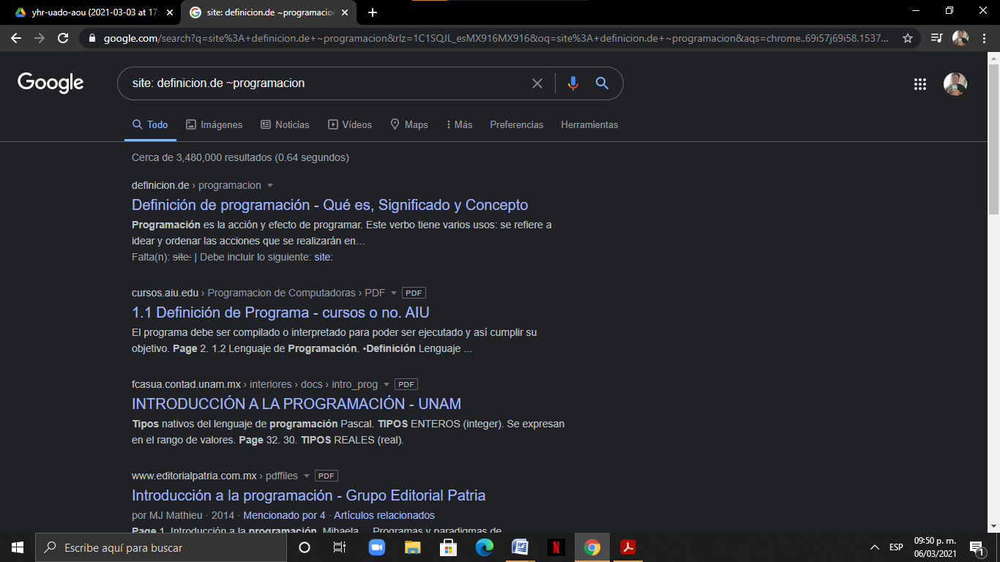 yhr-uado-aou (2021-03-03 at 17:
site: definicion.de ~programacion
google.com/search?q=site%3A+definicion.de+~programacion&rlz=1C1SQJL_esMX916MX916&oq=site%3A+definicion.de+~programacion&aqs=chrome..69i57j69i58.1537...
Google
site: definicion.de ~programacion
Todo
Imágenes
Noticias
Vídeos
Maps
Más
Preferencias
Herramientas
Cerca de 3,480,000 resultados (0.64 segundos)
definicion.de › programacion
Definición de programación - Qué es, Significado y Concepto
Programación es la acción y efecto de programar. Este verbo tiene varios usos: se refiere a
idear y ordenar las acciones que se realizarán en…
Falta(n): site: | Debe incluir lo siguiente: site:
cursos.aiu.edu › Programacion de Computadoras › PDF PDF
1.1 Definición de Programa - cursos o no. AIU
El programa debe ser compilado o interpretado para poder ser ejecutado y así cumplir su
objetivo. Page 2. 1.2 Lenguaje de Programación. •Definición Lenguaje ...
fcasua.contad.unam.mx › interiores › docs › intro_prog PDF
INTRODUCCIÓN A LA PROGRAMACIÓN - UNAM
Tipos nativos del lenguaje de programación Pascal. TIPOS ENTEROS (integer). Se expresan
en el rango de valores. Page 32. 30. TIPOS REALES (real).
www.editorialpatria.com.mx › pdffiles PDF
Introducción a la programación - Grupo Editorial Patria
por MJ Mathieu · 2014 · Mencionado por 4 · Artículos relacionados
Page 1. Introducción a la programación. Mihaela ... Programas y paradigmas de
Escribe aquí para buscar
ESP
09:50 p. m.
06/03/2021
1